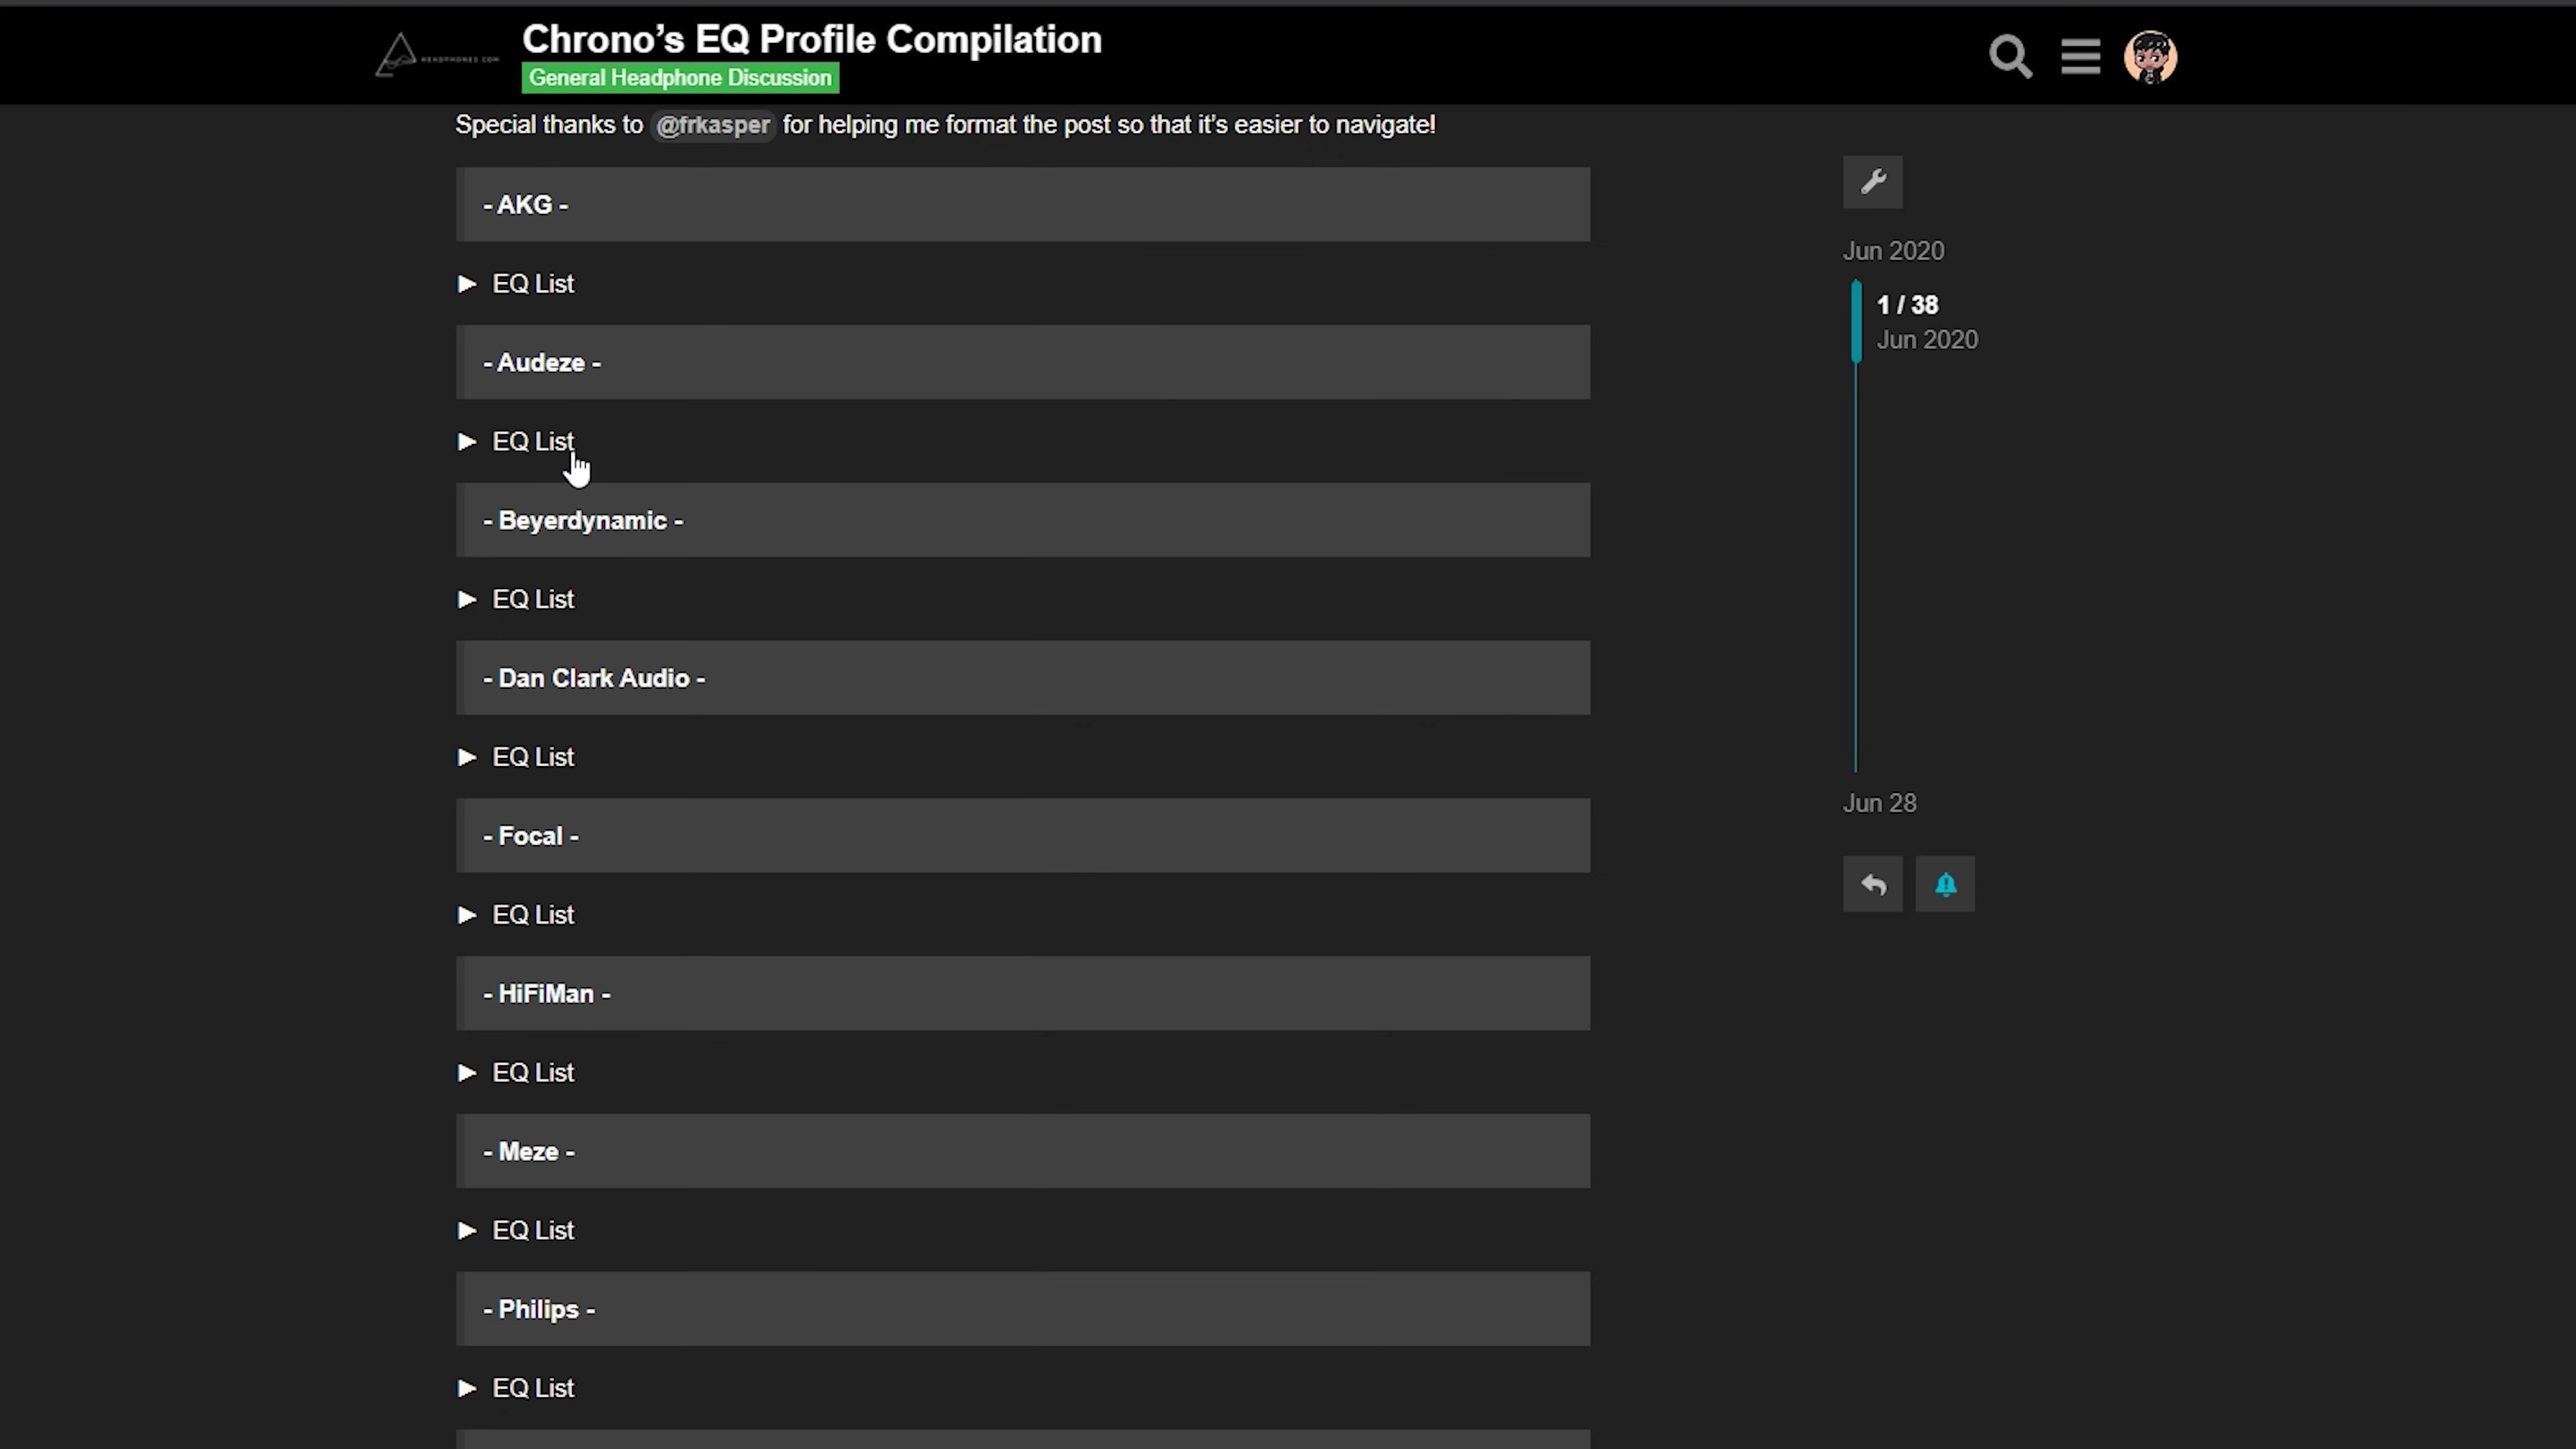 HEADPHONES.COM
Chrono’s EQ Profile Compilation
General Headphone Discussion
Special thanks to @frkasper for helping me format the post so that it's easier to navigate!
- AKG -
▶ EQ List
- Audeze -
▶ EQ List
- Beyerdynamic -
▶ EQ List
- Dan Clark Audio -
▶ EQ List
- Focal -
▶ EQ List
- HiFiMan -
▶ EQ List
- Meze -
▶ EQ List
- Philips -
▶ EQ List
Jun 2020
1 / 38
Jun 2020
Jun 28